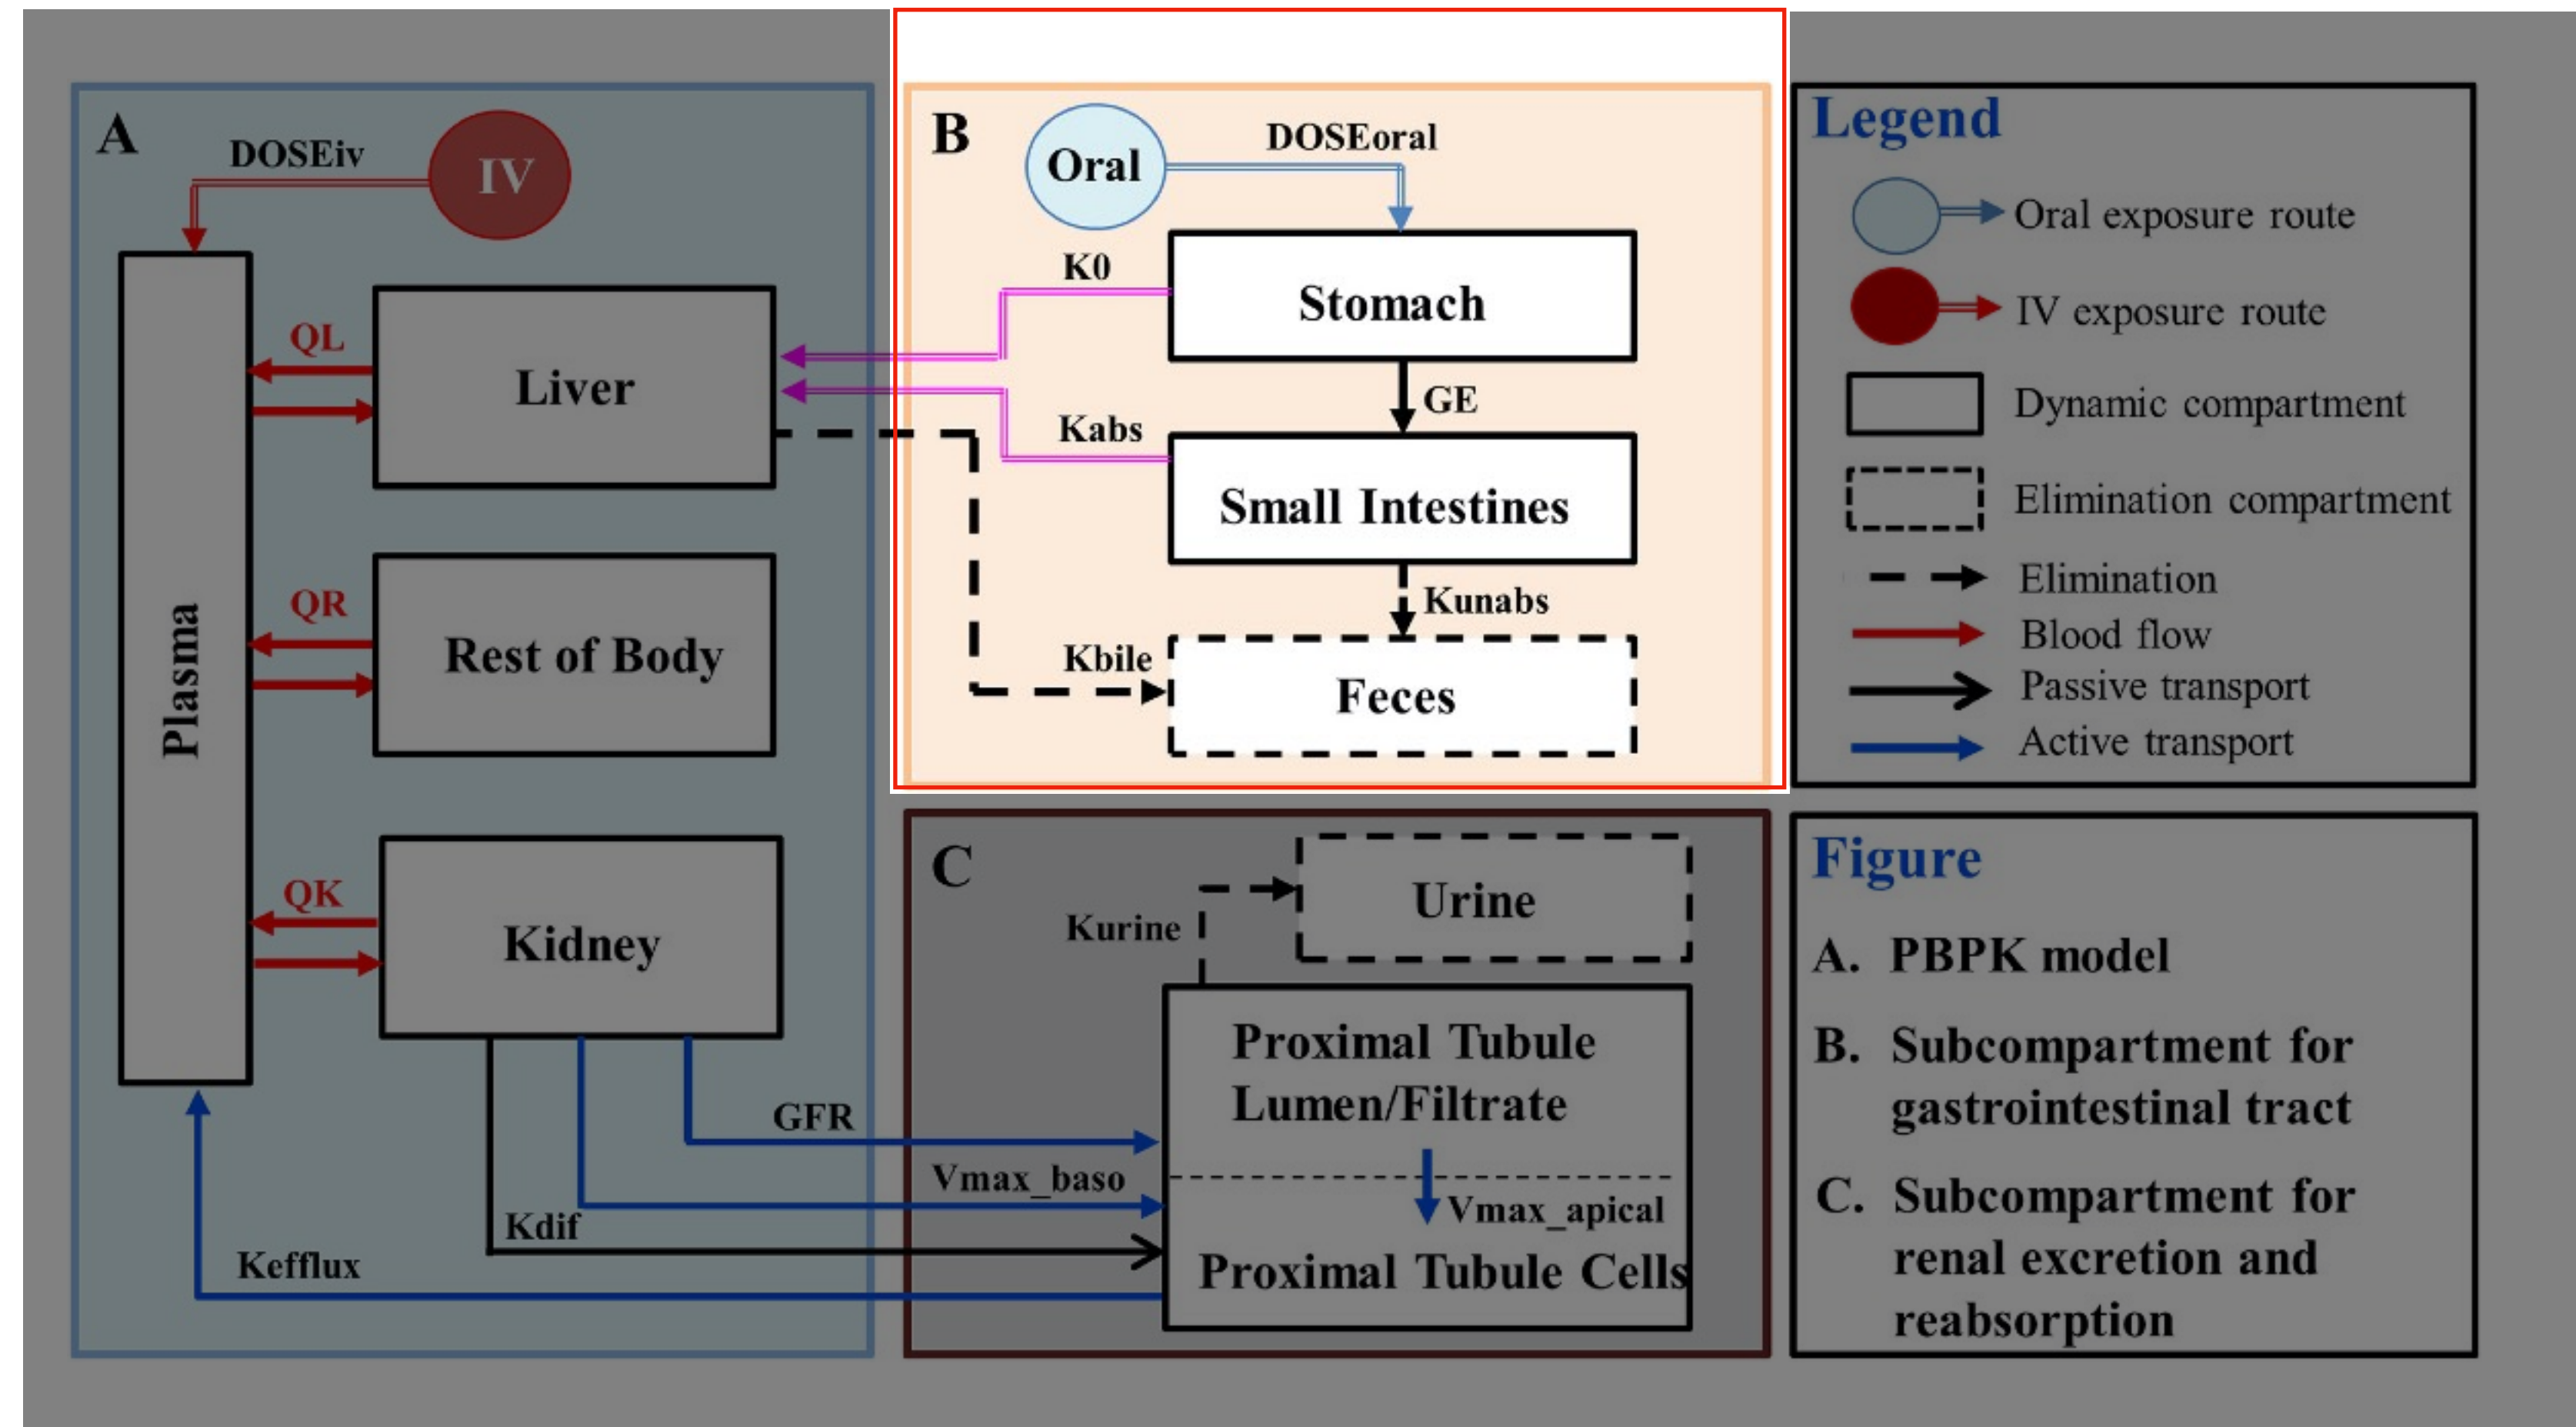 A
DOSEiv
IV
QL
Liver
QR
Rest of Body
Plasma
QK
Kidney
GFR
Vmax_baso
Kdif
Kefflux
B
Oral
DOSEoral
K0
Stomach
GE
Kabs
Small Intestines
Kunabs
Kbile
Feces
C
Urine
Kurine
Proximal Tubule
Lumen/Filtrate
Vmax_apical
Proximal Tubule Cells
Legend
Oral exposure route
IV exposure route
Dynamic compartment
Elimination compartment
Elimination
Blood flow
Passive transport
Active transport
Figure
A. PBPK model
B. Subcompartment for
gastrointestinal tract
C. Subcompartment for
renal excretion and
reabsorption